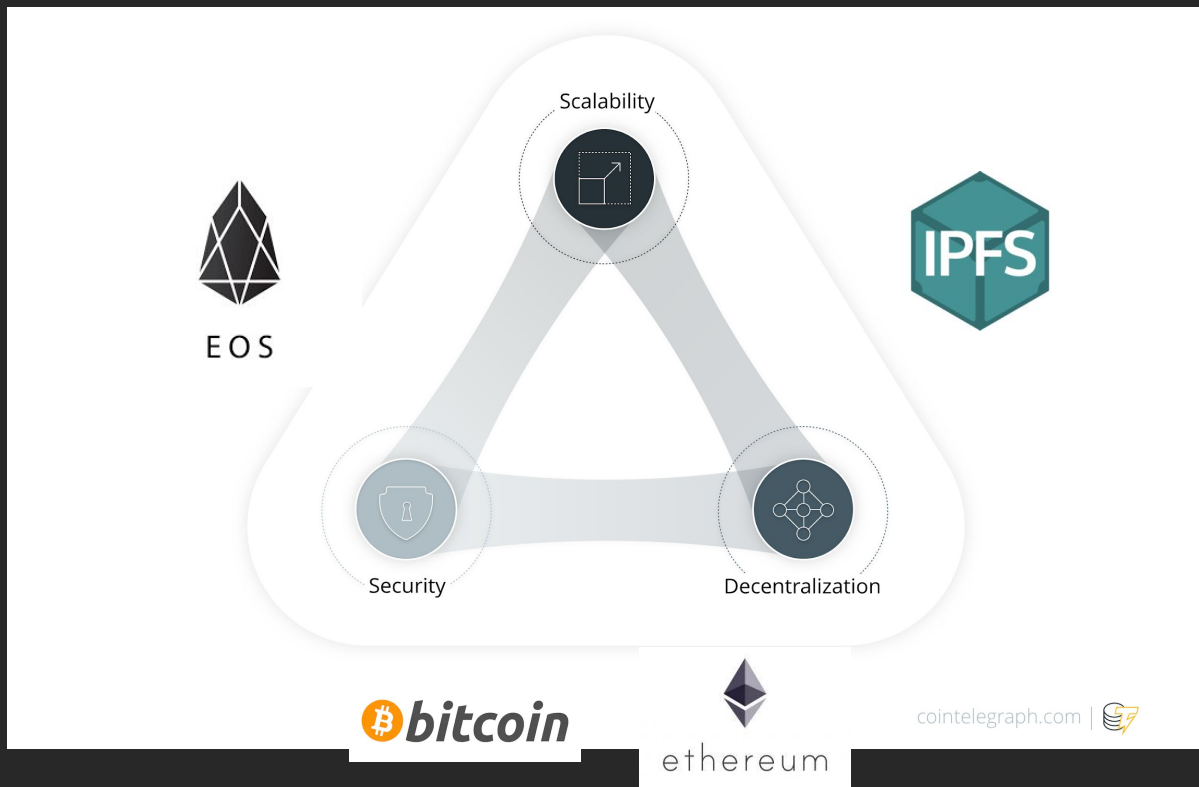 Scalability
EOS
IPFS
Security
Decentralization
bitcoin
ethereum
cointelegraph.com